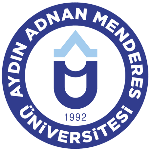 AYDIN ADNAN MENDERES
ÜNİVERSİTESİ
1992